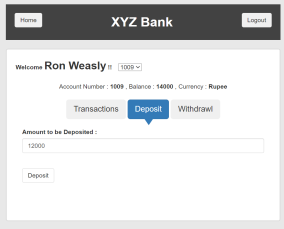 Home XYZ Bank Logout
Welcome Ron Weasly !! 1009
Account Number : 1009 , Balance : 14000 , Currency : Rupee
Transactions Deposit Withdrawl
Amount to be Deposited :
12000
Deposit